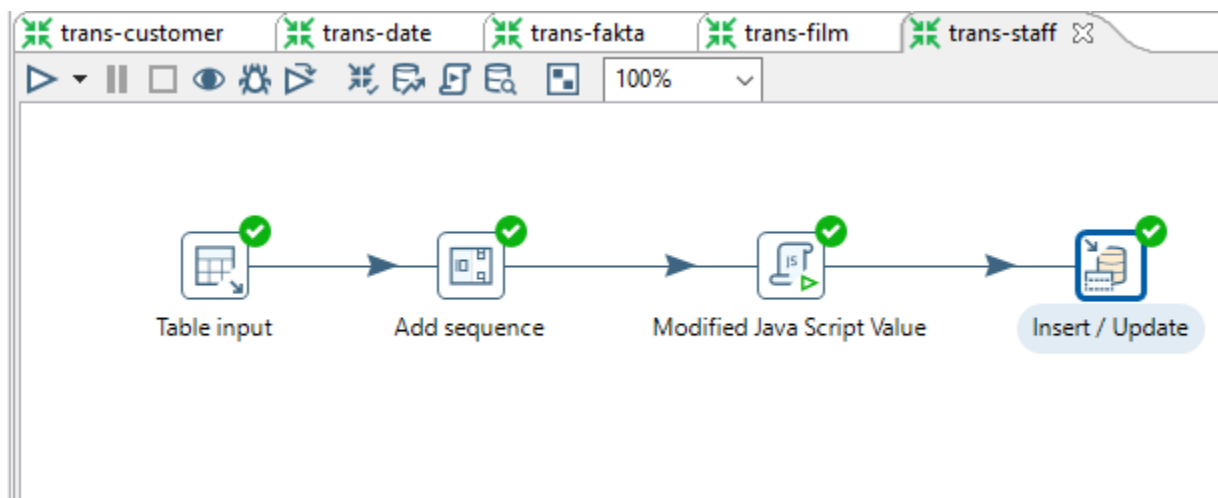 trans-customer trans-date trans-fakta trans-film trans-staff
100%
Table input Add sequence Modified Java Script Value Insert / Update